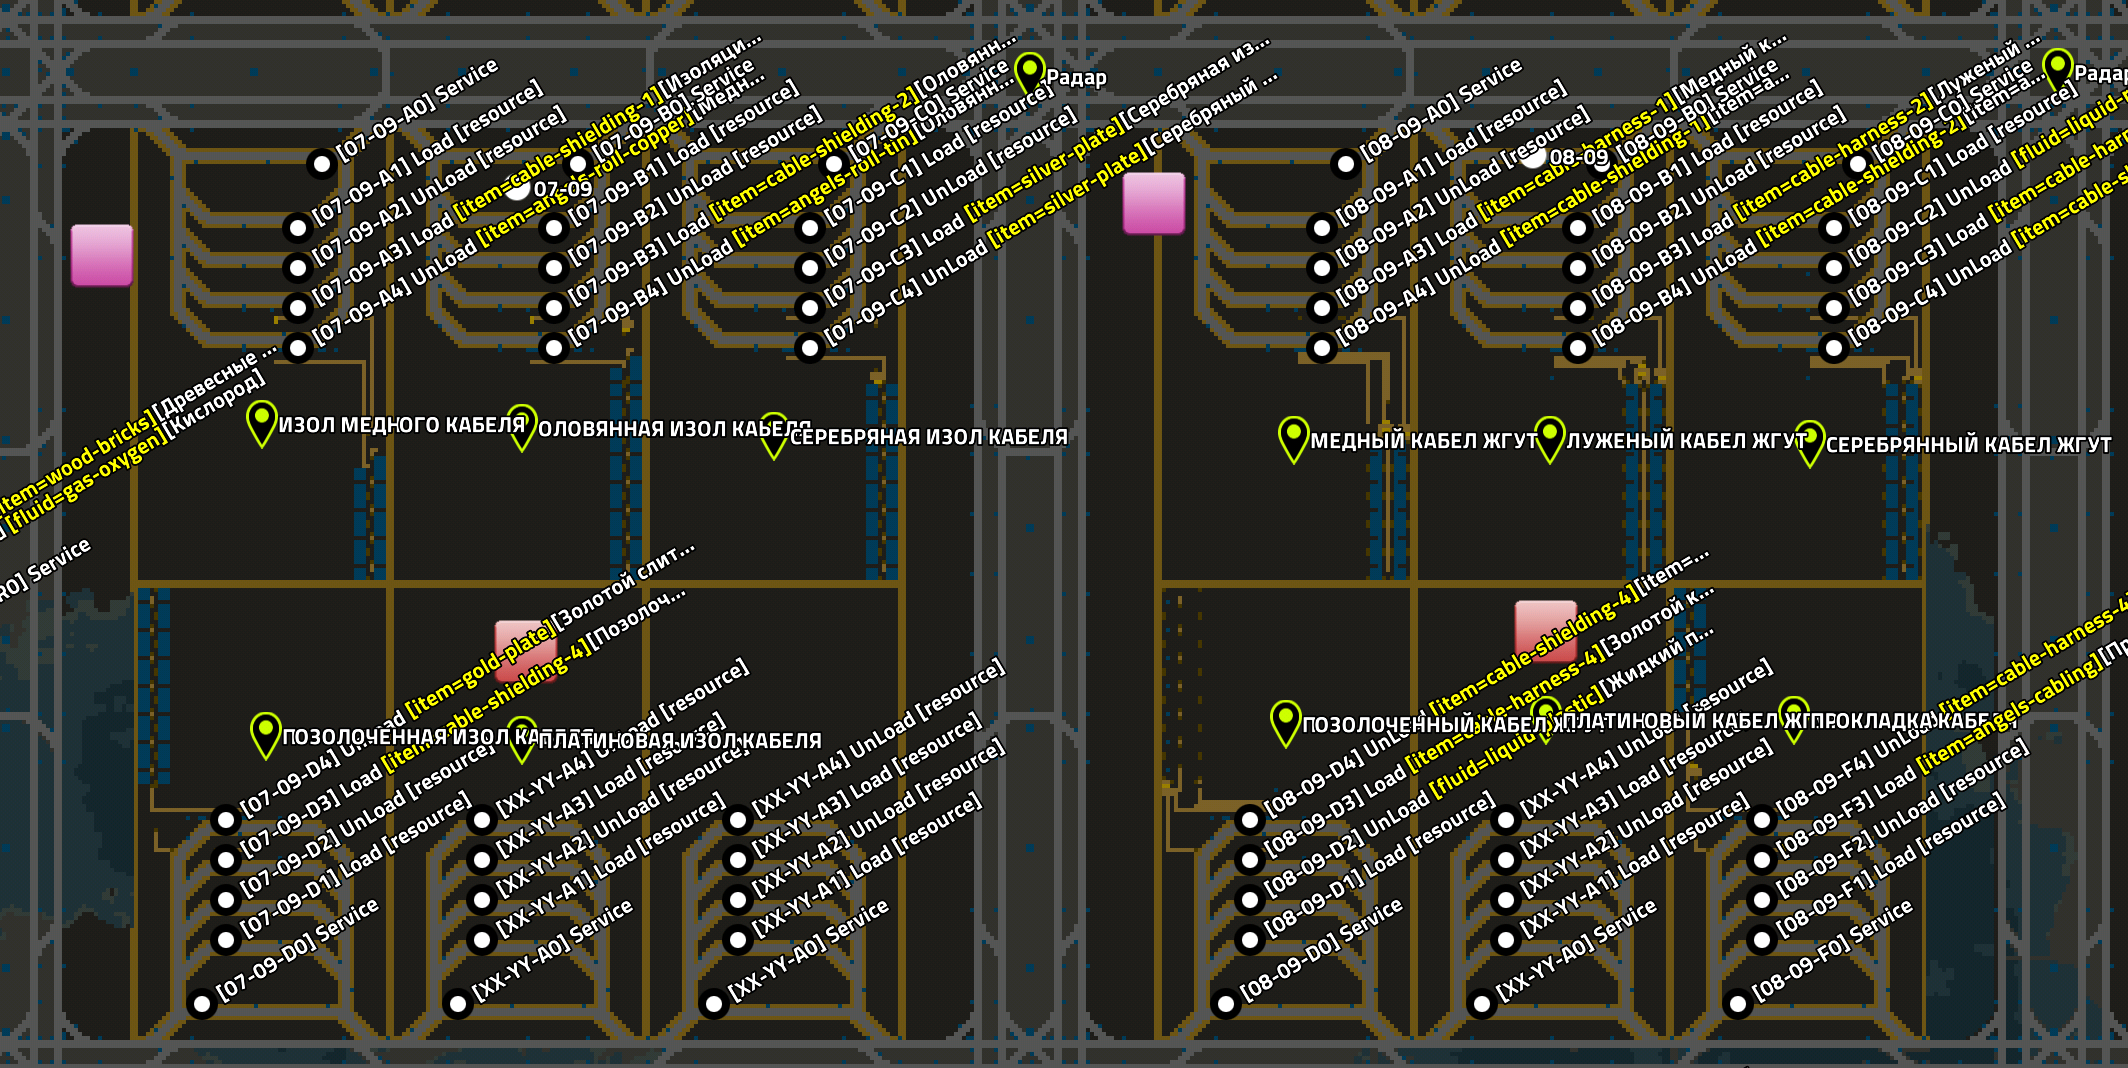 Радар
[07-09-A0] Service
[07-09-A1] Load [resource]
[07-09-A2] UnLoad [resource]
[07-09-A3] Load [item=cable-shielding-1][Изоляци...
[07-09-A4] UnLoad [item=angels-roll-copper][Медн...
07-09
[07-09-B0] Service
[07-09-B1] Load [resource]
[07-09-B2] UnLoad [resource]
[07-09-B3] Load [item=cable-shielding-2][Оловянн...
[07-09-B4] UnLoad [item=angels-roll-tin][Оловянн...
[07-09-C0] Service
[07-09-C1] Load [resource]
[07-09-C2] UnLoad [resource]
[07-09-C3] Load [item=silver-plate][Серебряная из...
[07-09-C4] UnLoad [item=silver-plate][Серебряный ...
item=wood-bricks][Древесные ...
[fluid=gas-oxygen][Кислород]
R0] Service
ИЗОЛ МЕДНОГО КАБЕЛЯ
ОЛОВЯННАЯ ИЗОЛ КАБЕЛЯ
СЕРЕБРЯНАЯ ИЗОЛ КАБЕЛЯ
ПОЗОЛОЧЕННАЯ ИЗОЛ КАБЕЛЯ
ПЛАТИНОВАЯ ИЗОЛ КАБЕЛЯ
[07-09-D4] UnLoad [item=gold-plate][Золотой слит...
[07-09-D3] Load [item=cable-shielding-4][Позолоч...
[07-09-D2] UnLoad [resource]
[07-09-D1] Load [resource]
[07-09-D0] Service
[XX-YY-A4] UnLoad [resource]
[XX-YY-A3] Load [resource]
[XX-YY-A2] UnLoad [resource]
[XX-YY-A1] Load [resource]
[XX-YY-A0] Service
[XX-YY-A4] UnLoad [resource]
[XX-YY-A3] Load [resource]
[XX-YY-A2] UnLoad [resource]
[XX-YY-A1] Load [resource]
[XX-YY-A0] Service
Радар
[08-09-A0] Service
[08-09-A1] Load [resource]
[08-09-A2] UnLoad [resource]
[08-09-A3] Load [item=cable-harness-1][Медный к...
[08-09-A4] UnLoad [item=cable-shielding-1][item=a...
08-09
[08-09-B0] Service
[08-09-B1] Load [resource]
[08-09-B2] UnLoad [resource]
[08-09-B3] Load [item=cable-harness-2][Луженый ...
[08-09-B4] UnLoad [item=cable-shielding-2][item=a...
[08-09-C0] Service
[08-09-C1] Load [resource]
[08-09-C2] UnLoad [fluid=liquid-
[08-09-C3] Load [item=cable-har
[08-09-C4] UnLoad [item=cable-s
МЕДНЫЙ КАБЕЛ ЖГУТ
ЛУЖЕНЫЙ КАБЕЛ ЖГУТ
СЕРЕБРЯННЫЙ КАБЕЛ ЖГУТ
ПОЗОЛОЧЕННЫЙ КАБЕЛ ЖГУТ
ПЛАТИНОВЫЙ КАБЕЛ ЖГУТ
ПРОКЛАДКА КАБЕ
[08-09-D4] UnLoad [item=cable-shielding-4][item=...
[08-09-D3] Load [item=cable-harness-4][Золотой к...
[08-09-D2] UnLoad [fluid=liquid-plastic][Жидкий п...
[08-09-D1] Load [resource]
[08-09-D0] Service
[XX-YY-A4] UnLoad [resource]
[XX-YY-A3] Load [resource]
[XX-YY-A2] UnLoad [resource]
[XX-YY-A1] Load [resource]
[XX-YY-A0] Service
[08-09-F4] UnLoad [item=cable-harness-4
[08-09-F3] Load [item=angels-cabling][Пр
[08-09-F2] UnLoad [resource]
[08-09-F1] Load [resource]
[08-09-F0] Service